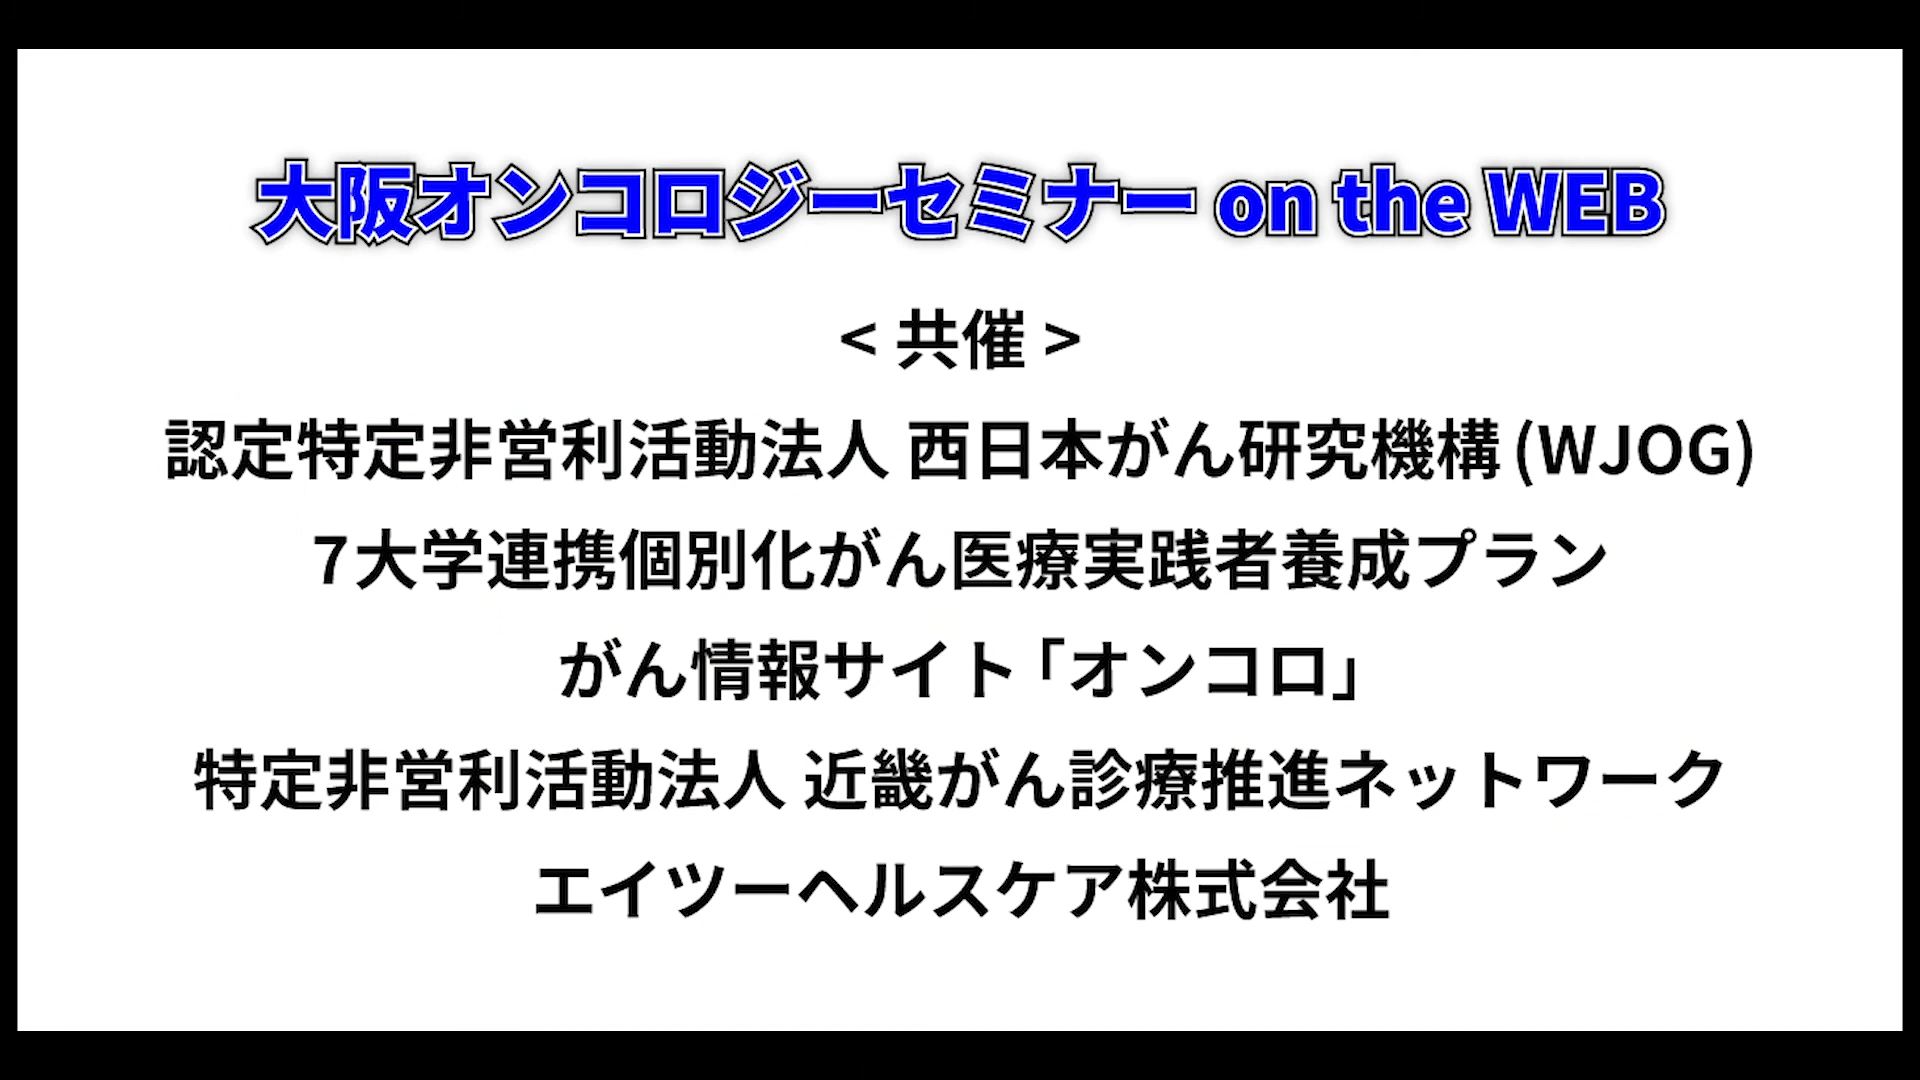 大阪オンコロジーセミナー on the WEB
< 共催 >
認定特定非営利活動法人 西日本がん研究機構(WJOG)
7大学連携個別化がん医療実践者養成プラン
がん情報サイト「オンコロ」
特定非営利活動法人 近畿がん診療推進ネットワーク
エイツーヘルスケア株式会社